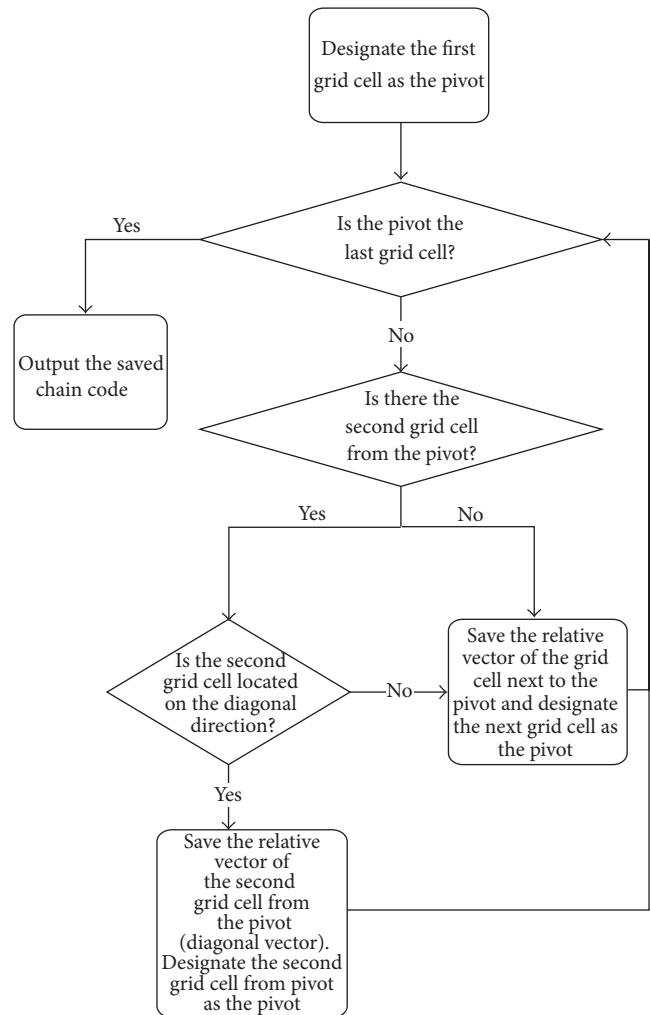 Designate the first
grid cell as the pivot
Is the pivot the
last grid cell?
Yes
No
Output the saved
chain code
Is there the
second grid cell
from the pivot?
Yes
No
Is the second
grid cell located
on the diagonal
direction?
No
Save the relative
vector of the grid
cell next to the
pivot and designate
the next grid cell as
the pivot
Yes
Save the relative
vector of
the second
grid cell from
the pivot
(diagonal vector).
Designate the second
grid cell from pivot
as the pivot